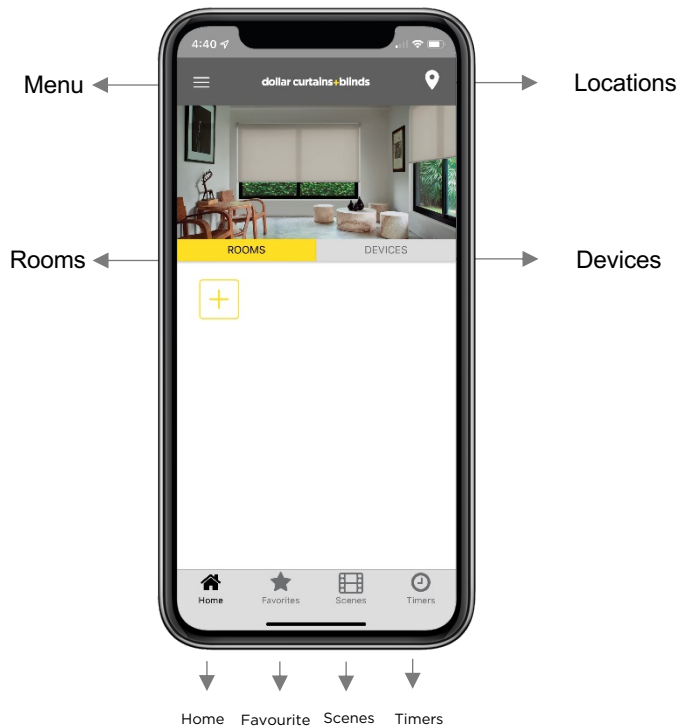 4:40
Menu
dollar curtains+blinds
Locations
Rooms
ROOMS
DEVICES
Devices
Home
Favorites
Scenes
Timers
Home
Favourite
Scenes
Timers